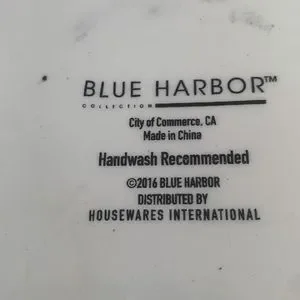 BLUE HARBOR™
COLLECTION
City of Commerce, CA
Made in China
Handwash Recommended
©2016 BLUE HARBOR
DISTRIBUTED BY
HOUSEWARES INTERNATIONAL